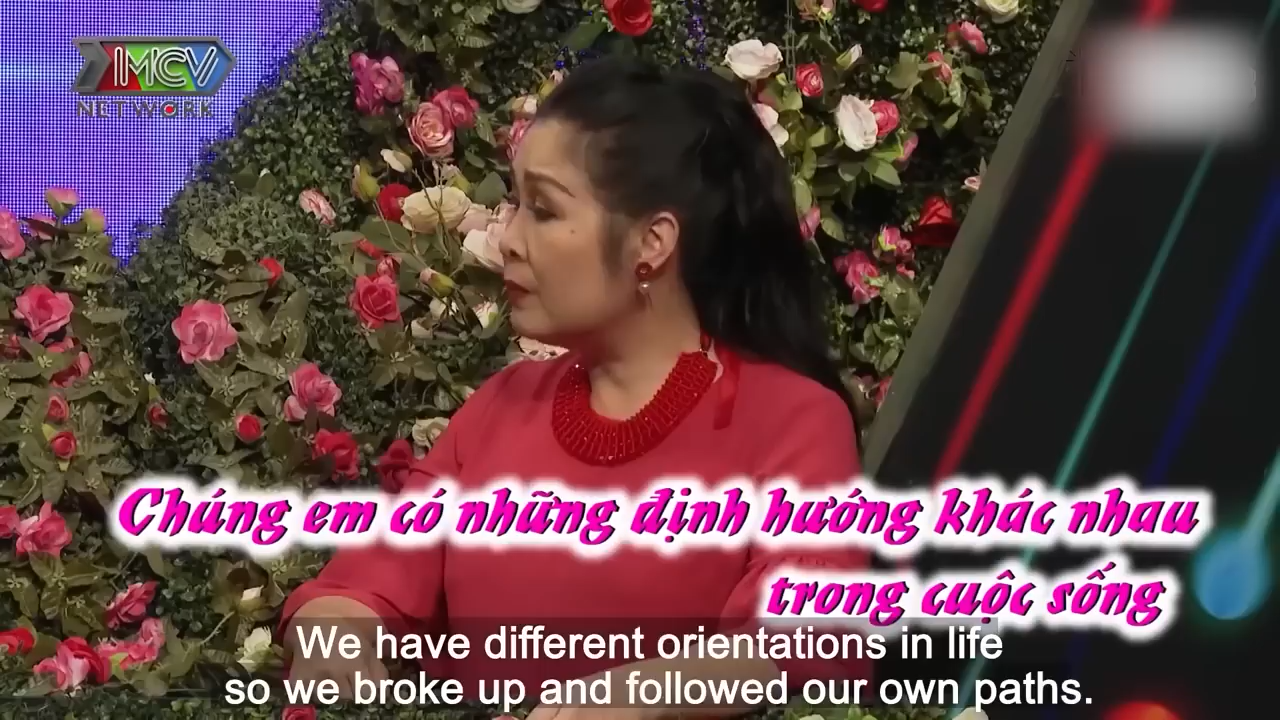 MCV
NETWORK
Chúng em có những định hướng khác nhau
trong cuộc sống
We have different orientations in life
so we broke up and followed our own paths.